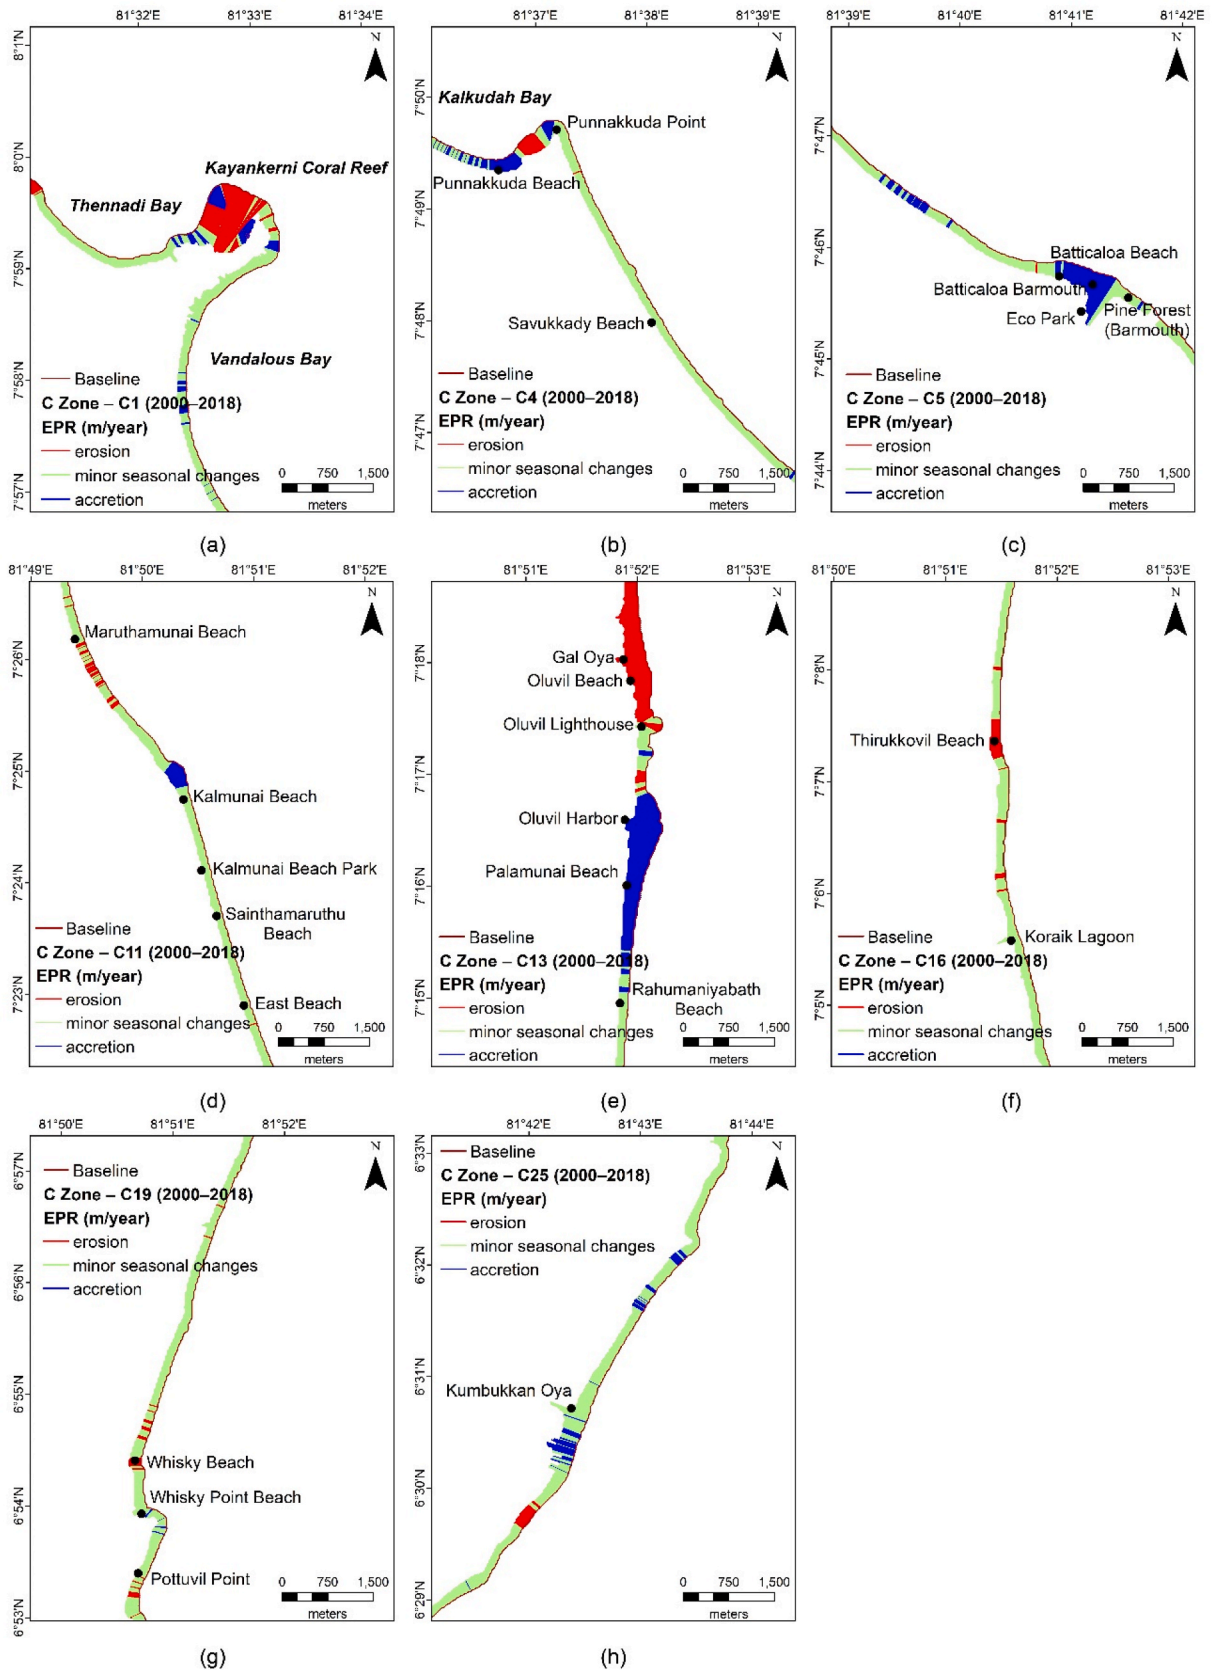 81°32'E 81°33'E 81°34'E
8°1'N
8°0'N
7°59'N
7°58'N
7°57'N
N
Kayankerni Coral Reef
Thennadi Bay
Vandalous Bay
Baseline
C Zone – C1 (2000–2018)
EPR (m/year)
erosion
minor seasonal changes
accretion
0 750 1,500
meters
(a)
81°37'E 81°38'E 81°39'E
7°50'N
7°49'N
7°48'N
7°47'N
N
Kalkudah Bay
Punnakkuda Point
Punnakkuda Beach
Savukkady Beach
Baseline
C Zone – C4 (2000–2018)
EPR (m/year)
erosion
minor seasonal changes
accretion
0 750 1,500
meters
(b)
81°39'E 81°40'E 81°41'E 81°42'E
7°47'N
7°46'N
7°45'N
7°44'N
N
Batticaloa Beach
Batticaloa Barmouth
Eco Park
Pine Forest
(Barmouth)
Baseline
C Zone – C5 (2000–2018)
EPR (m/year)
erosion
minor seasonal changes
accretion
0 750 1,500
meters
(c)
81°49'E 81°50'E 81°51'E 81°52'E
7°26'N
7°25'N
7°24'N
7°23'N
N
Maruthamunai Beach
Kalmunai Beach
Kalmunai Beach Park
Sainthamaruthu
Beach
East Beach
Baseline
C Zone – C11 (2000–2018)
EPR (m/year)
erosion
minor seasonal changes
accretion
0 750 1,500
meters
(d)
81°51'E 81°52'E 81°53'E
7°18'N
7°17'N
7°16'N
7°15'N
N
Gal Oya
Oluvil Beach
Oluvil Lighthouse
Oluvil Harbor
Palamunai Beach
Rahumaniyabath
Beach
Baseline
C Zone – C13 (2000–2018)
EPR (m/year)
erosion
minor seasonal changes
accretion
0 750 1,500
meters
(e)
81°50'E 81°51'E 81°52'E 81°53'E
7°8'N
7°7'N
7°6'N
7°5'N
N
Thirukkovil Beach
Koraik Lagoon
Baseline
C Zone – C16 (2000–2018)
EPR (m/year)
erosion
minor seasonal changes
accretion
0 750 1,500
meters
(f)
81°50'E 81°51'E 81°52'E
6°57'N
6°56'N
6°55'N
6°54'N
6°53'N
N
Baseline
C Zone – C19 (2000–2018)
EPR (m/year)
erosion
minor seasonal changes
accretion
Whisky Beach
Whisky Point Beach
Pottuvil Point
0 750 1,500
meters
(g)
81°42'E 81°43'E 81°44'E
6°33'N
6°32'N
6°31'N
6°30'N
6°29'N
N
Baseline
C Zone – C25 (2000–2018)
EPR (m/year)
erosion
minor seasonal changes
accretion
Kumbukkan Oya
0 750 1,500
meters
(h)